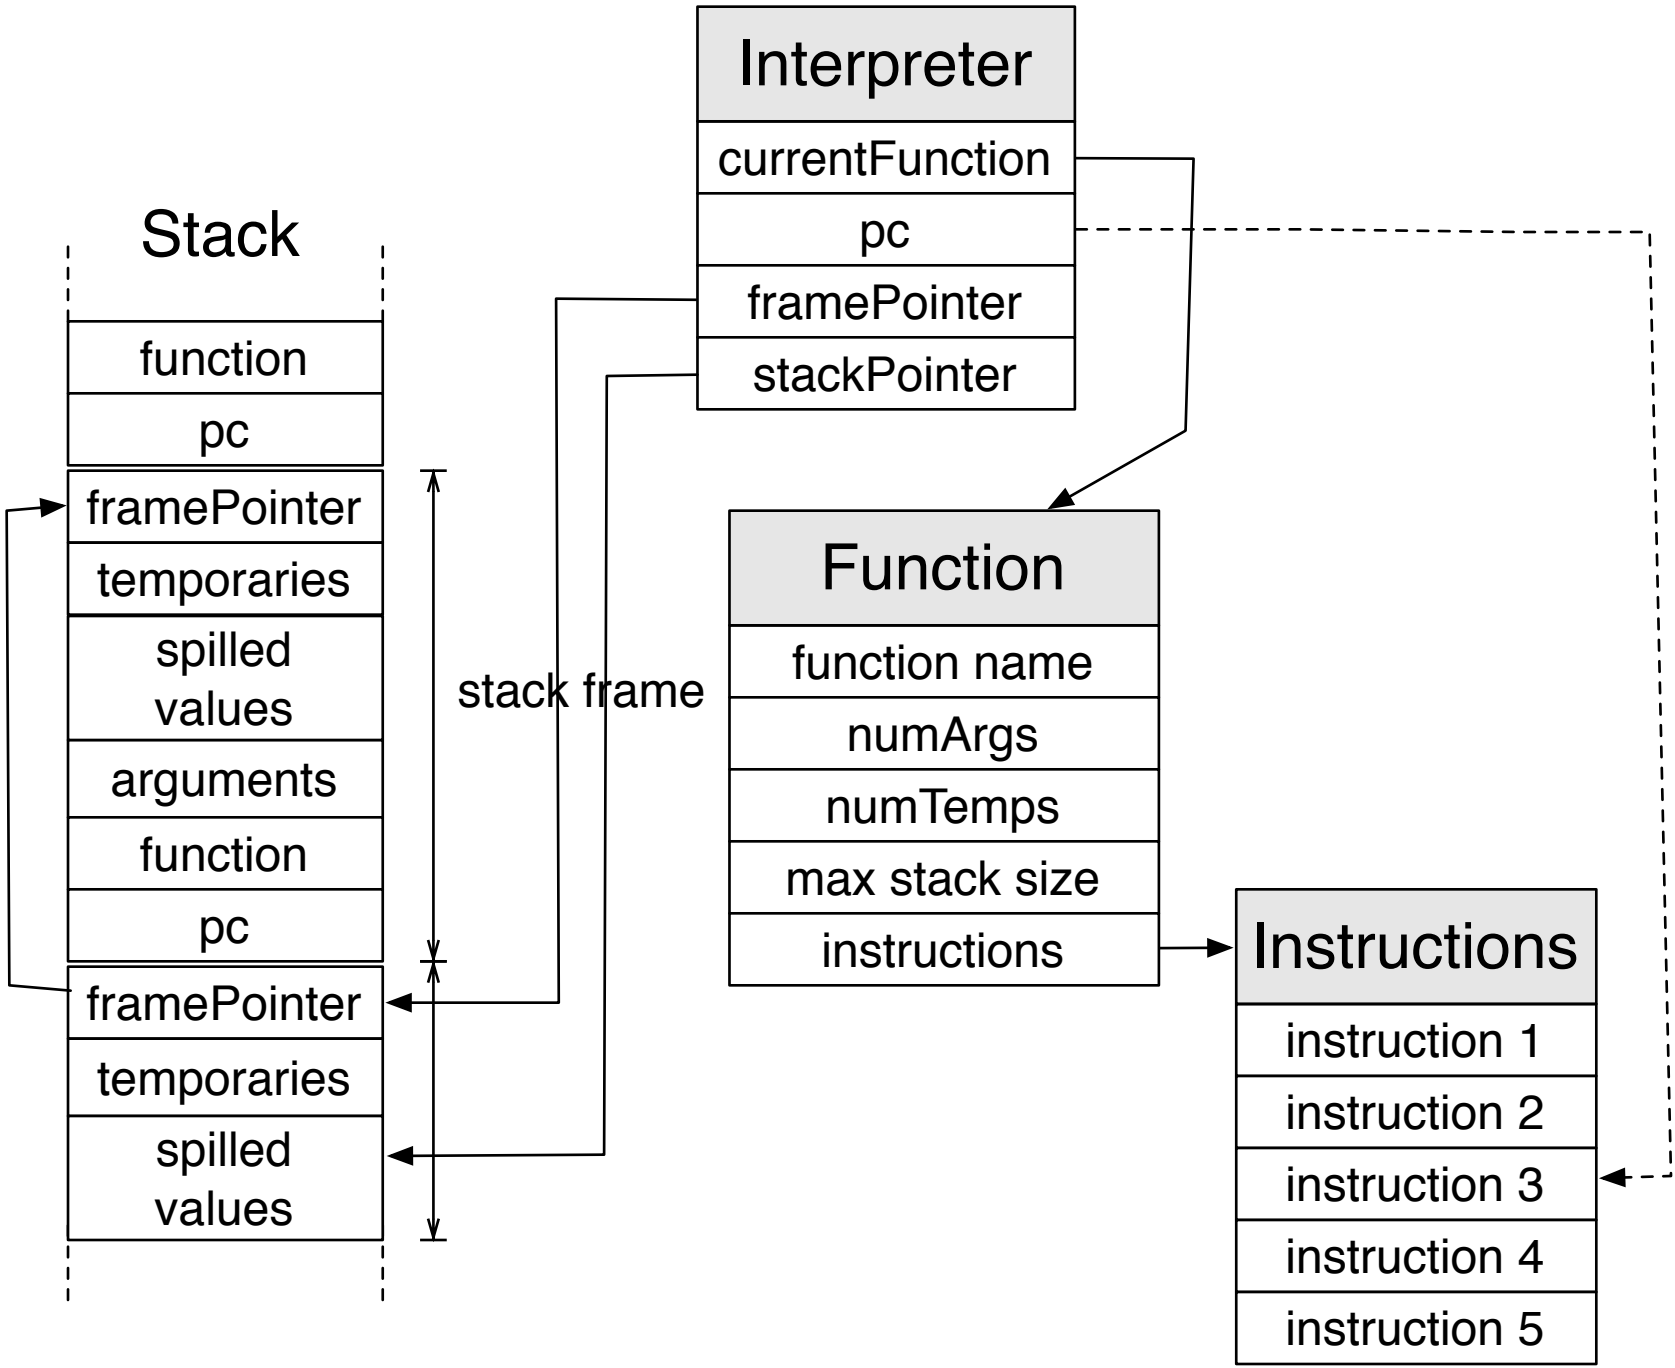 Interpreter
currentFunction
pc
framePointer
stackPointer
Stack
function
pc
framePointer
temporaries
spilled
values
arguments
function
pc
framePointer
temporaries
spilled
values
stack frame
Function
function name
numArgs
numTemps
max stack size
instructions
Instructions
instruction 1
instruction 2
instruction 3
instruction 4
instruction 5